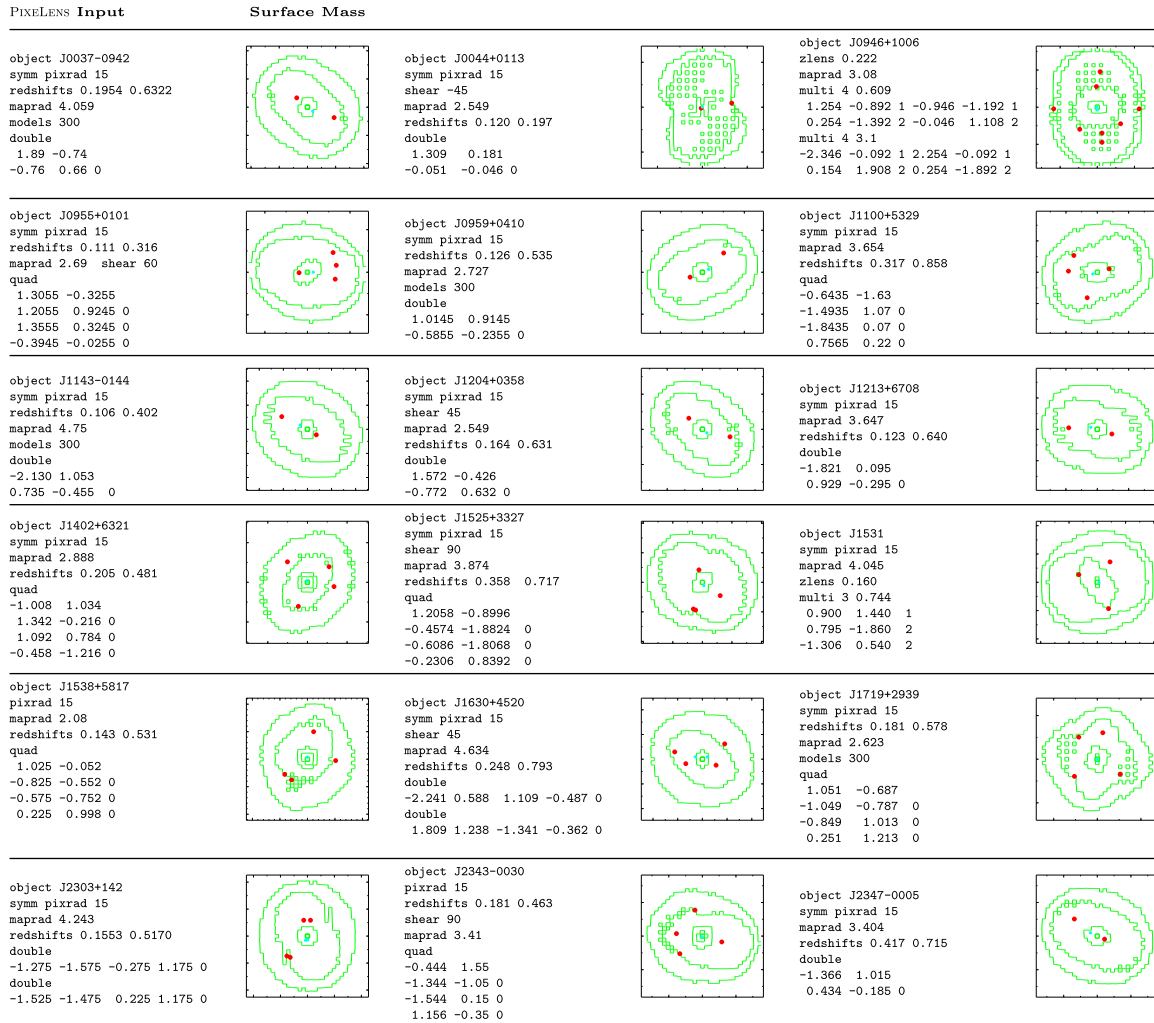 PIXELENS Input Surface Mass
object J0037-0942
symm pixrad 15
redshifts 0.1954 0.6322
maprad 4.059
models 300
double
1.89 -0.74
-0.76 0.66 0
object J0044+0113
symm pixrad 15
shear -45
maprad 2.549
redshifts 0.120 0.197
double
1.309 0.181
-0.051 -0.046 0
object J0946+1006
zlens 0.222
maprad 3.08
multi 4 0.609
1.254 -0.892 1 -0.946 -1.192 1
0.254 -1.392 2 -0.046 1.108 2
multi 4 3.1
-2.346 -0.092 1 2.254 -0.092 1
0.154 1.908 2 0.254 -1.892 2
object J0955+0101
symm pixrad 15
redshifts 0.111 0.316
maprad 2.69 shear 60
quad
1.3055 -0.3255
1.2055 0.9245 0
1.3555 0.3245 0
-0.3945 -0.0255 0
object J0959+0410
symm pixrad 15
redshifts 0.126 0.535
maprad 2.727
models 300
double
1.0145 0.9145
-0.5855 -0.2355 0
object J1100+5329
symm pixrad 15
maprad 3.654
redshifts 0.317 0.858
quad
-0.6435 -1.63
-1.4935 1.07 0
-1.8435 0.07 0
0.7565 0.22 0
object J1143-0144
symm pixrad 15
redshifts 0.106 0.402
maprad 4.75
models 300
double
-2.130 1.053
0.735 -0.455 0
object J1204+0358
symm pixrad 15
shear 45
maprad 2.549
redshifts 0.164 0.631
double
1.572 -0.426
-0.772 0.632 0
object J1213+6708
symm pixrad 15
maprad 3.647
redshifts 0.123 0.640
double
-1.821 0.095
0.929 -0.295 0
object J1402+6321
symm pixrad 15
maprad 2.888
redshifts 0.205 0.481
quad
-1.008 1.034
1.342 -0.216 0
1.092 0.784 0
-0.458 -1.216 0
object J1525+3327
symm pixrad 15
shear 90
maprad 3.874
redshifts 0.358 0.717
quad
1.2058 -0.8996
-0.4574 -1.8824 0
-0.6086 -1.8068 0
-0.2306 0.8392 0
object J1531
symm pixrad 15
maprad 4.045
zlens 0.160
multi 3 0.744
0.900 1.440 1
0.795 -1.860 2
-1.306 0.540 2
object J1538+5817
pixrad 15
maprad 2.08
redshifts 0.143 0.531
quad
1.025 -0.052
-0.825 -0.552 0
-0.575 -0.752 0
0.225 0.998 0
object J1630+4520
symm pixrad 15
shear 45
maprad 4.634
redshifts 0.248 0.793
double
-2.241 0.588 1.109 -0.487 0
double
1.809 1.238 -1.341 -0.362 0
object J1719+2939
symm pixrad 15
redshifts 0.181 0.578
maprad 2.623
models 300
quad
1.051 -0.687
-1.049 -0.787 0
-0.849 1.013 0
0.251 1.213 0
object J2303+142
symm pixrad 15
maprad 4.243
redshifts 0.1553 0.5170
double
-1.275 -1.575 -0.275 1.175 0
double
-1.525 -1.475 0.225 1.175 0
object J2343-0030
pixrad 15
redshifts 0.181 0.463
shear 90
maprad 3.41
quad
-0.444 1.55
-1.344 -1.05 0
-1.544 0.15 0
1.156 -0.35 0
object J2347-0005
symm pixrad 15
maprad 3.404
redshifts 0.417 0.715
double
-1.366 1.015
0.434 -0.185 0